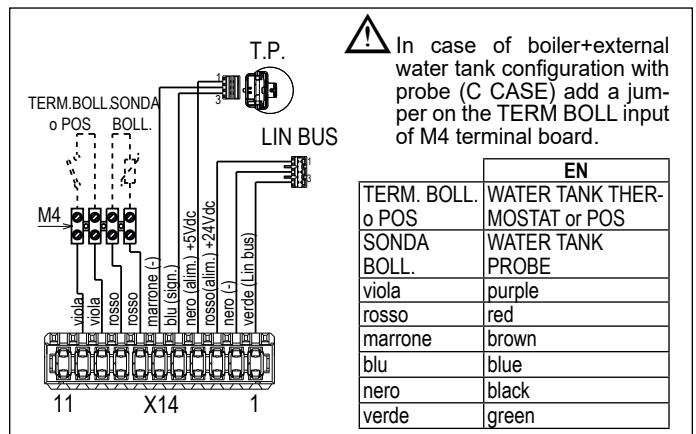 T.P.
1
3
TERM.BOLL.
o POS
SONDA
BOLL.
LIN BUS
1
3
M4
viola
viola
rosso
rosso
marrone (-)
blu (sign.)
nero (alim.) +5Vdc
rosso(alim.) +24Vdc
nero (-)
verde (Lin bus)
11
X14
1
In case of boiler+external
water tank configuration with
probe (C CASE) add a jum-
per on the TERM BOLL input
of M4 terminal board.
EN
TERM. BOLL. WATER TANK THER-
o POS MOSTAT or POS
SONDA WATER TANK
BOLL. PROBE
viola purple
rosso red
marrone brown
blu blue
nero black
verde green